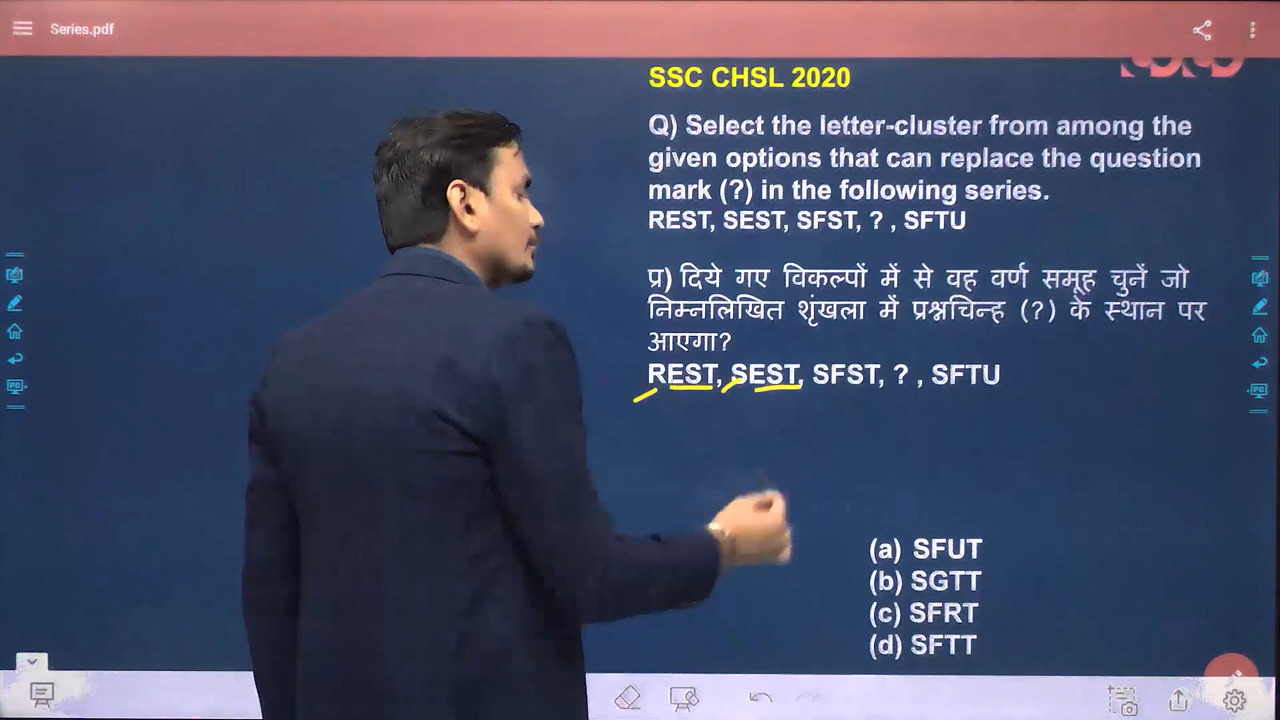 Series.pdf
SSC CHSL 2020
Q) Select the letter-cluster from among the
given options that can replace the question
mark (?) in the following series.
REST, SEST, SFST, ? , SFTU
प्र) दिये गए विकल्पों में से वह वर्ण समूह चुनें जो
निम्नलिखित शृंखला में प्रश्नचिन्ह (?) के स्थान पर
आएगा?
REST, SEST, SFST, ? , SFTU
(a) SFUT
(b) SGTT
(c) SFRT
(d) SFTT